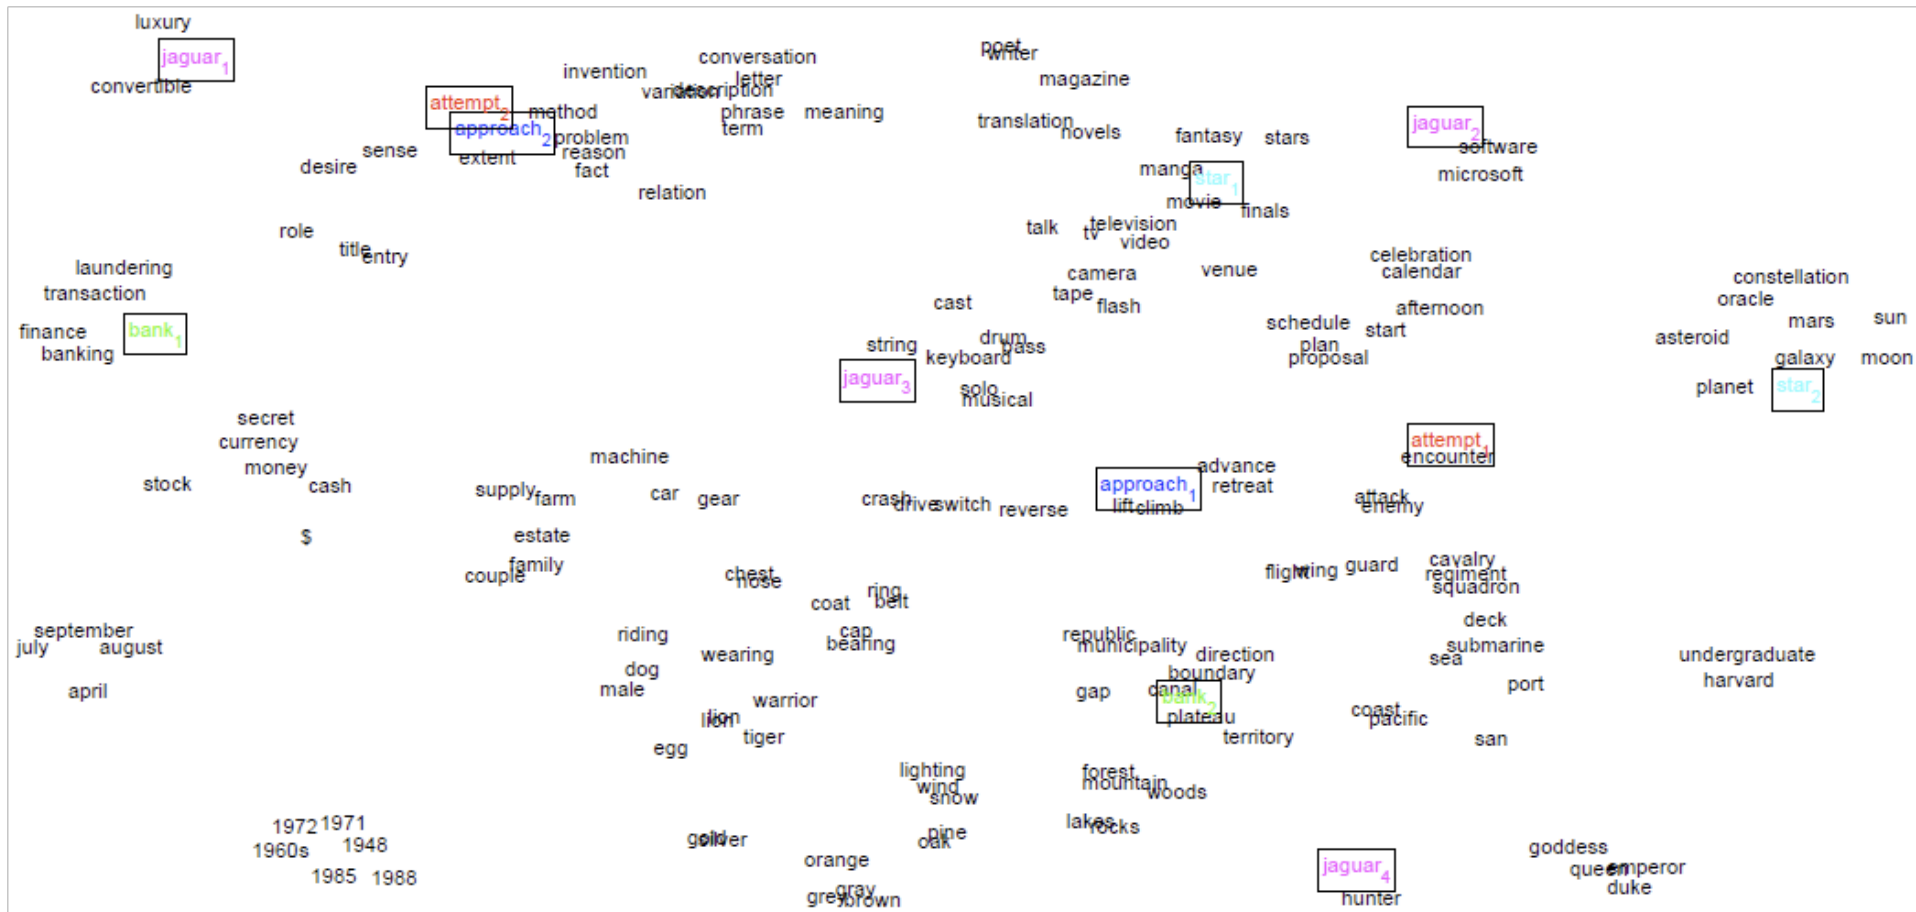 luxury
jaguar1
convertible
attempt2
approach2
extent
sense
desire
method
problem
reason
fact
relation
invention
variation
description
conversation
letter
phrase
term
meaning
poet
writer
magazine
translation
novels
fantasy
stars
manga
star1
movie
finals
talk
television
tv
video
venue
camera
tape
flash
jaguar2
software
microsoft
celebration
calendar
afternoon
schedule
start
plan
proposal
constellation
oracle
mars
sun
asteroid
galaxy
moon
planet
star2
role
title
entry
laundering
transaction
finance
bank1
banking
cast
string
drum
bass
keyboard
jaguar3
solo
musical
secret
currency
money
stock
cash
$
machine
supply
farm
car
gear
estate
family
couple
crash
drive
switch
reverse
advance
approach1
retreat
lift
climb
attempt1
encounter
attack
enemy
flight
wing
guard
cavalry
regiment
squadron
deck
submarine
sea
port
coast
pacific
san
undergraduate
harvard
chest
nose
coat
ring
belt
cap
bearing
riding
wearing
dog
male
warrior
lion
tiger
egg
september
july
august
april
republic
municipality
direction
boundary
gap
canal
bank2
plateau
territory
forest
mountain
woods
lakes
rocks
lighting
wind
snow
pine
oak
gold
silver
orange
gray
grey
brown
1972
1971
1960s
1948
1985
1988
jaguar4
hunter
goddess
queen
emperor
duke